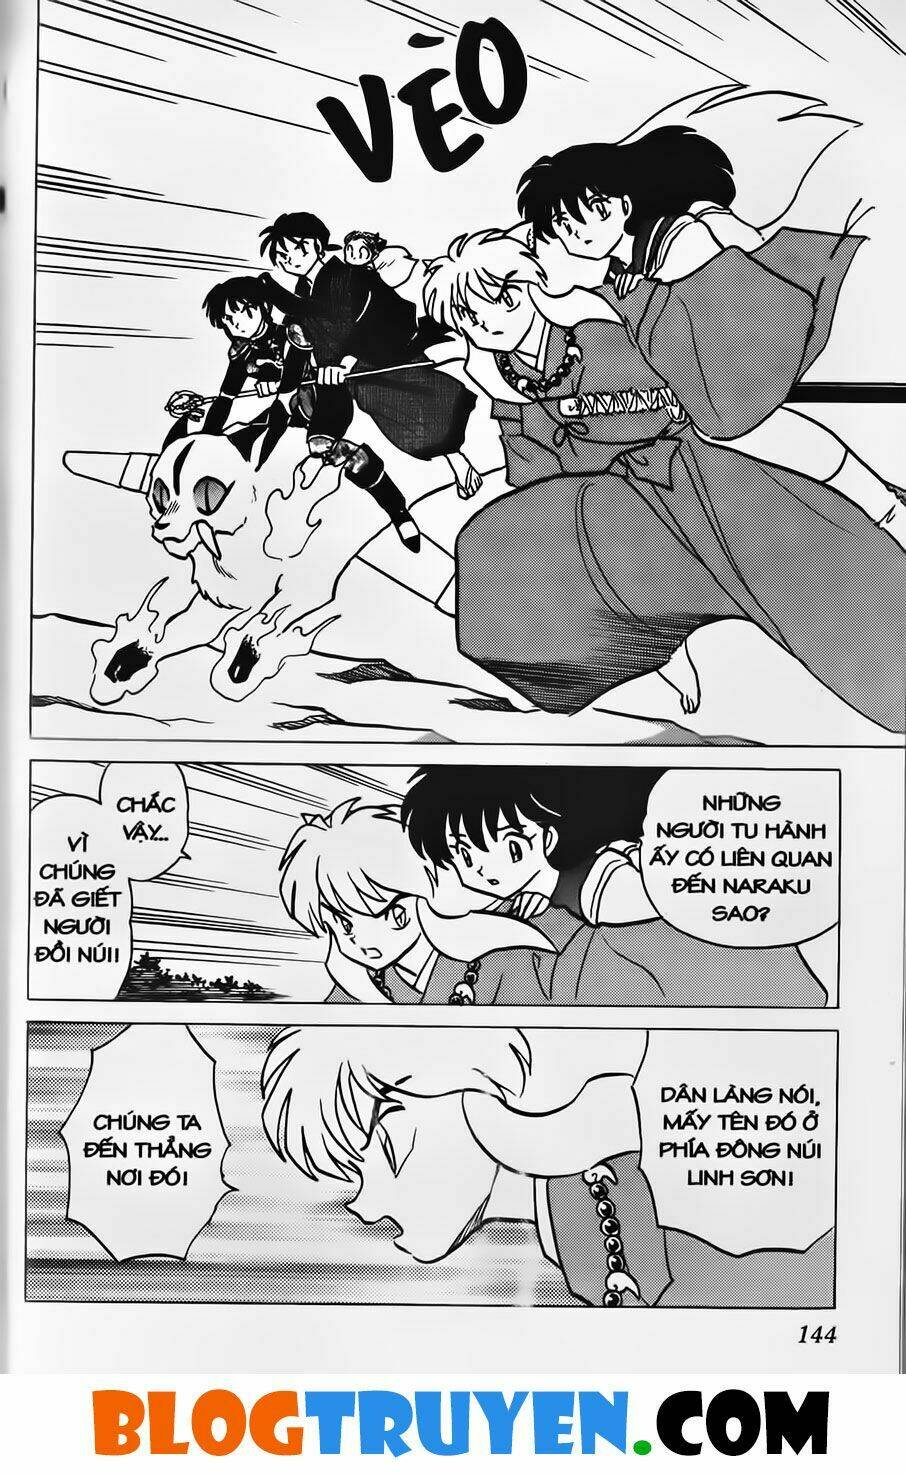 VÈO
NHỮNG
NGƯỜI TU HÀNH
ẤY CÓ LIÊN QUAN
ĐẾN NARAKU
SAO?
CHẮC
VẬY...
VÌ
CHÚNG
ĐÃ GIẾT
NGƯỜI
ĐỒI NÚI!
DÂN LÀNG NÓI,
MẤY TÊN ĐÓ Ở
PHÍA ĐÔNG NÚI
LINH SƠN!
CHÚNG TA
ĐẾN THẲNG
NƠI ĐÓ!
144
BLOGTRUYEN.COM